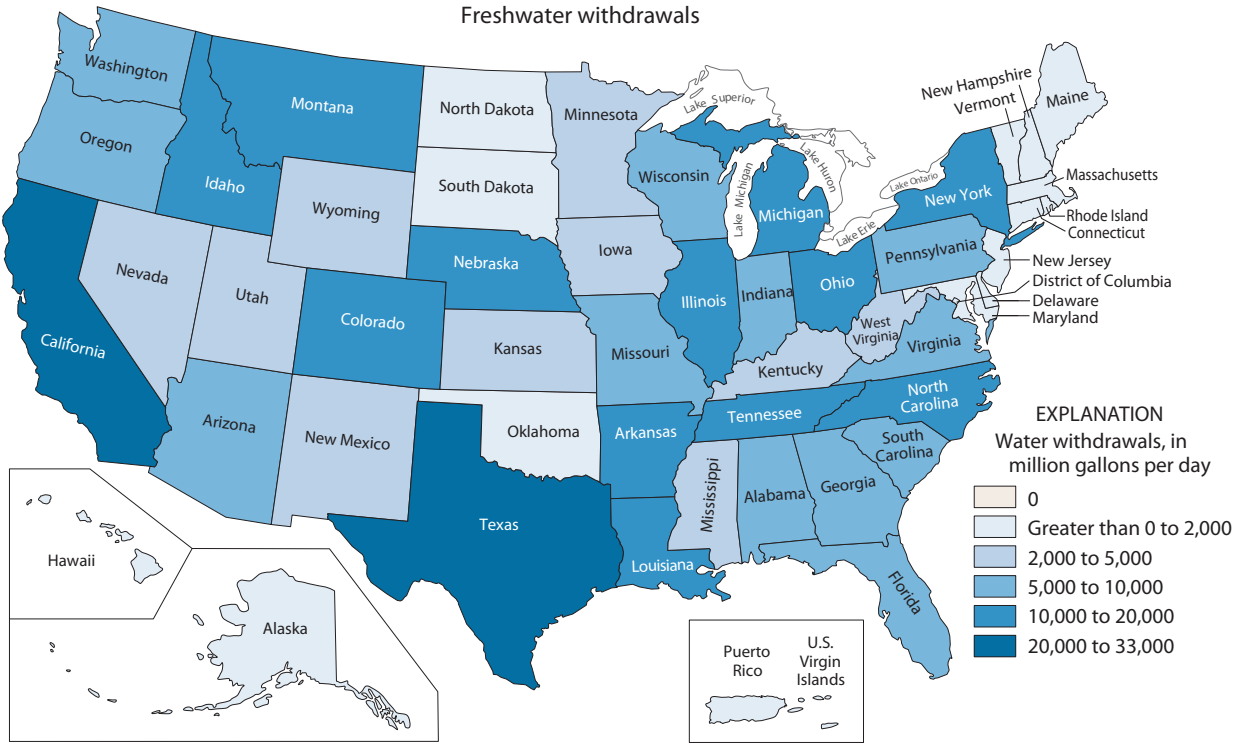 Freshwater withdrawals
Washington
Oregon
Montana
Idaho
North Dakota
South Dakota
Minnesota
Wyoming
Wisconsin
Lake Superior
Lake Michigan
Lake Huron
Lake Ontario
Lake Erie
Michigan
New York
New Hampshire
Vermont
Maine
Massachusetts
Rhode Island
Connecticut
New Jersey
District of Columbia
Delaware
Maryland
Pennsylvania
Nevada
Utah
Colorado
Nebraska
Iowa
Illinois
Indiana
Ohio
West
Virginia
Virginia
California
Kansas
Missouri
Kentucky
Arizona
New Mexico
Oklahoma
Arkansas
Tennessee
North
Carolina
South
Carolina
Texas
Louisiana
Mississippi
Alabama
Georgia
Florida
Hawaii
Alaska
Puerto
Rico
U.S.
Virgin
Islands
EXPLANATION
Water withdrawals, in
million gallons per day
0
Greater than 0 to 2,000
2,000 to 5,000
5,000 to 10,000
10,000 to 20,000
20,000 to 33,000